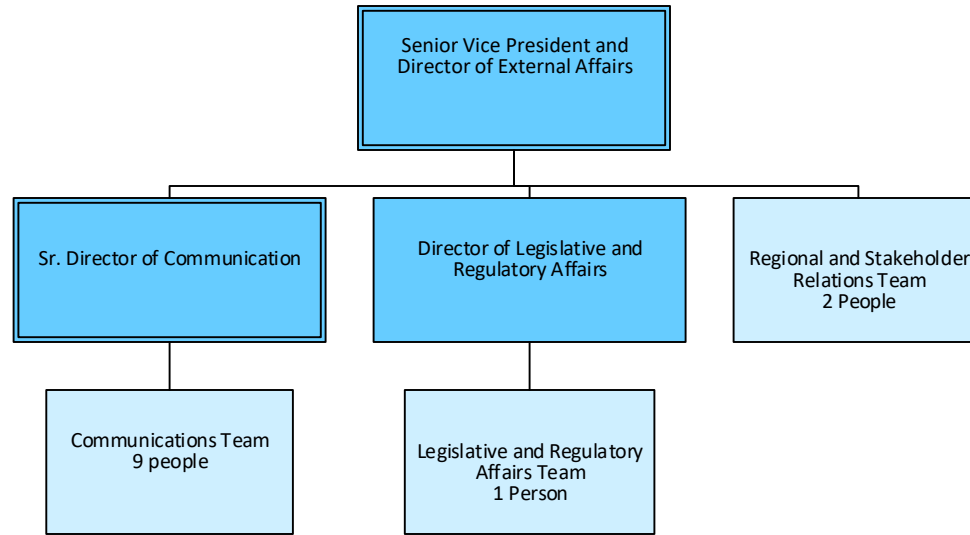 Senior Vice President and
Director of External Affairs
Sr. Director of Communication
Director of Legislative and
Regulatory Affairs
Regional and Stakeholder
Relations Team
2 People
Communications Team
9 people
Legislative and Regulatory
Affairs Team
1 Person